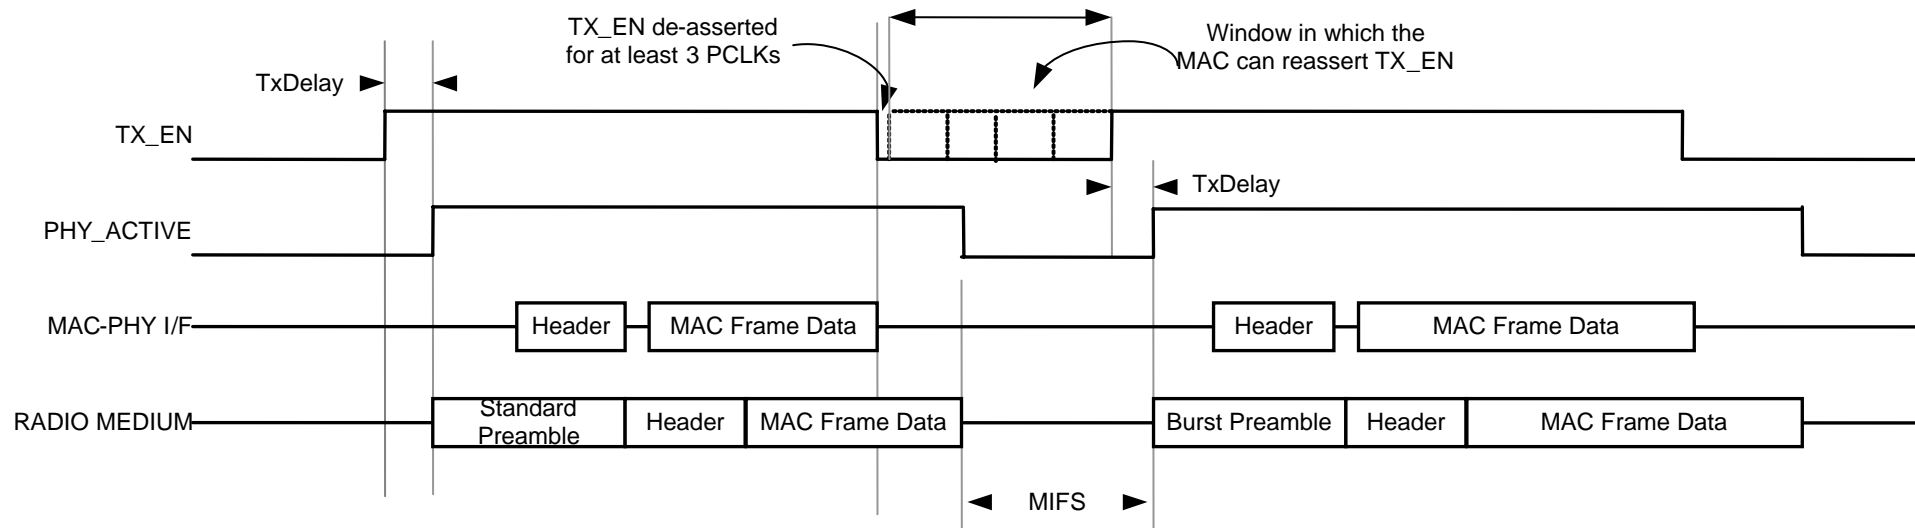 TX_EN de-asserted
for at least 3 PCLKs
Window in which the
MAC can reassert TX_EN
TxDelay
TX_EN
TxDelay
PHY_ACTIVE
MAC-PHY I/F
Header
MAC Frame Data
Header
MAC Frame Data
RADIO MEDIUM
Standard
Preamble
Header
MAC Frame Data
Burst Preamble
Header
MAC Frame Data
MIFS